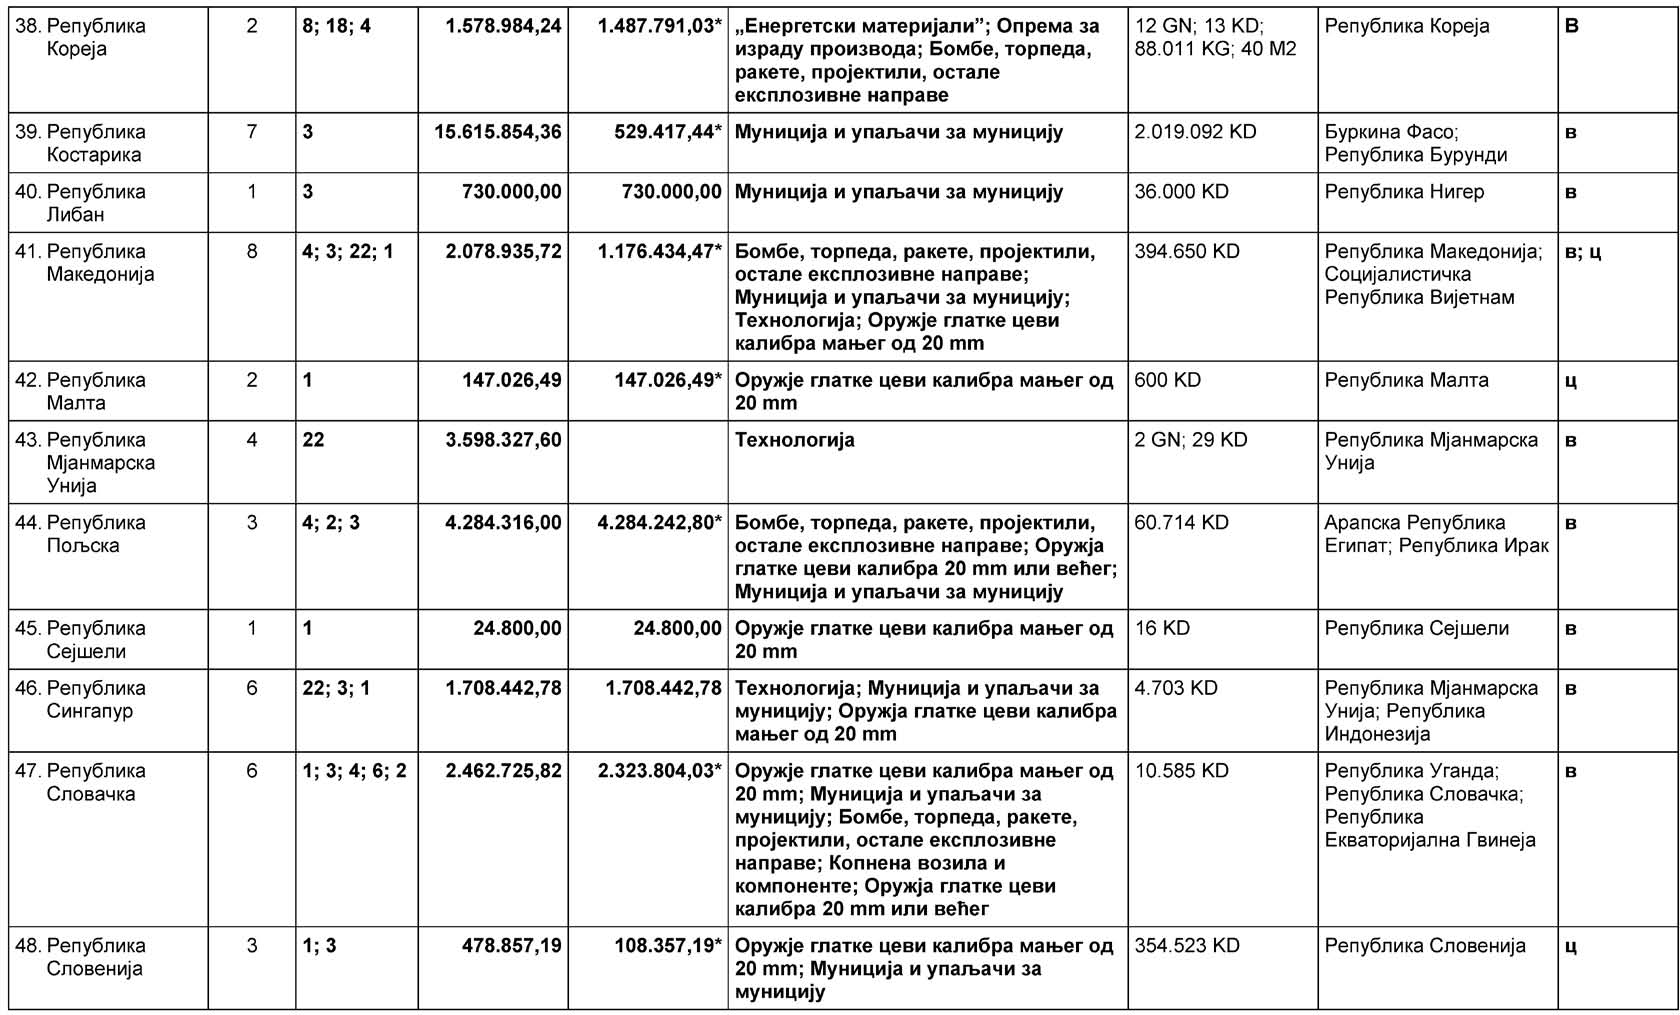 38. Република Кореја | 2 | 8; 18; 4 | 1.578.984,24 | 1.487.791,03* | „Енергетски материјали”; Опрема за израду производа; Бомбе, торпеда, ракете, пројектили, остале експлозивне направе | 12 GN; 13 KD; 88.011 KG; 40 M2 | Република Кореја | В
39. Република Костарика | 7 | 3 | 15.615.854,36 | 529.417,44* | Муниција и упаљачи за муницију | 2.019.092 KD | Буркина Фасо; Република Бурунди | в
40. Република Либан | 1 | 3 | 730.000,00 | 730.000,00 | Муниција и упаљачи за муницију | 36.000 KD | Република Нигер | в
41. Република Македонија | 8 | 4; 3; 22; 1 | 2.078.935,72 | 1.176.434,47* | Бомбе, торпеда, ракете, пројектили, остале експлозивне направе; Муниција и упаљачи за муницију; Технологија; Оружје глатке цеви калибра мањег од 20 mm | 394.650 KD | Република Македонија; Социјалистичка Република Вијетнам | в; ц
42. Република Малта | 2 | 1 | 147.026,49 | 147.026,49* | Оружје глатке цеви калибра мањег од 20 mm | 600 KD | Република Малта | ц
43. Република Мјанмарска Унија | 4 | 22 | 3.598.327,60 | | Технологија | 2 GN; 29 KD | Република Мјанмарска Унија | в
44. Република Пољска | 3 | 4; 2; 3 | 4.284.316,00 | 4.284.242,80* | Бомбе, торпеда, ракете, пројектили, остале експлозивне направе; Оружја глатке цеви калибра 20 mm или већег; Муниција и упаљачи за муницију | 60.714 KD | Арапска Република Египат; Република Ирак | в
45. Република Сејшели | 1 | 1 | 24.800,00 | 24.800,00 | Оружје глатке цеви калибра мањег од 20 mm | 16 KD | Република Сејшели | в
46. Република Сингапур | 6 | 22; 3; 1 | 1.708.442,78 | 1.708.442,78 | Технологија; Муниција и упаљачи за муницију; Оружја глатке цеви калибра мањег од 20 mm | 4.703 KD | Република Мјанмарска Унија; Република Индонезија | в
47. Република Словачка | 6 | 1; 3; 4; 6; 2 | 2.462.725,82 | 2.323.804,03* | Оружје глатке цеви калибра мањег од 20 mm; Муниција и упаљачи за муницију; Бомбе, торпеда, ракете, пројектили, остале експлозивне направе; Копнена возила и компоненте; Оружја глатке цеви калибра 20 mm или већег | 10.585 KD | Република Уганда; Република Словачка; Република Екваторијална Гвинеја | в
48. Република Словенија | 3 | 1; 3 | 478.857,19 | 108.357,19* | Оружје глатке цеви калибра мањег од 20 mm; Муниција и упаљачи за муницију | 354.523 KD | Република Словенија | ц